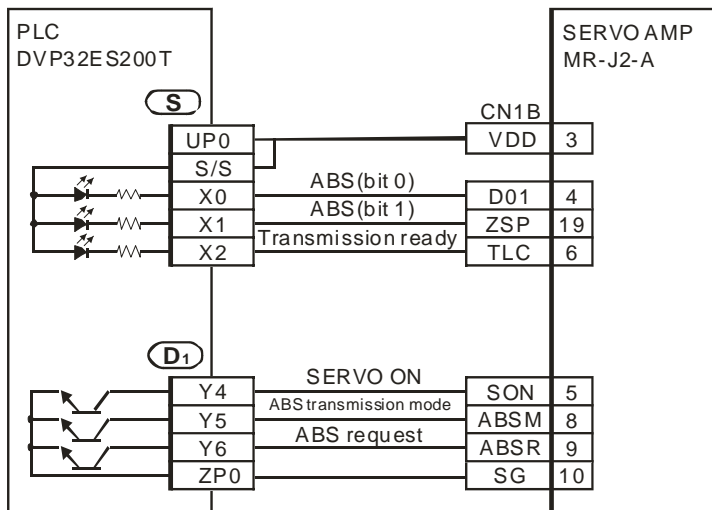 PLC
DVP32ES200T
SERVO AMP
MR-J2-A
S
CN1B
UP0
VDD 3
S/S
X0 ABS(bit 0) D01 4
X1 ABS(bit 1) ZSP 19
X2 Transmission ready TLC 6
D1
Y4 SERVO ON SON 5
Y5 ABS transmission mode ABSM 8
Y6 ABS request ABSR 9
ZP0 SG 10